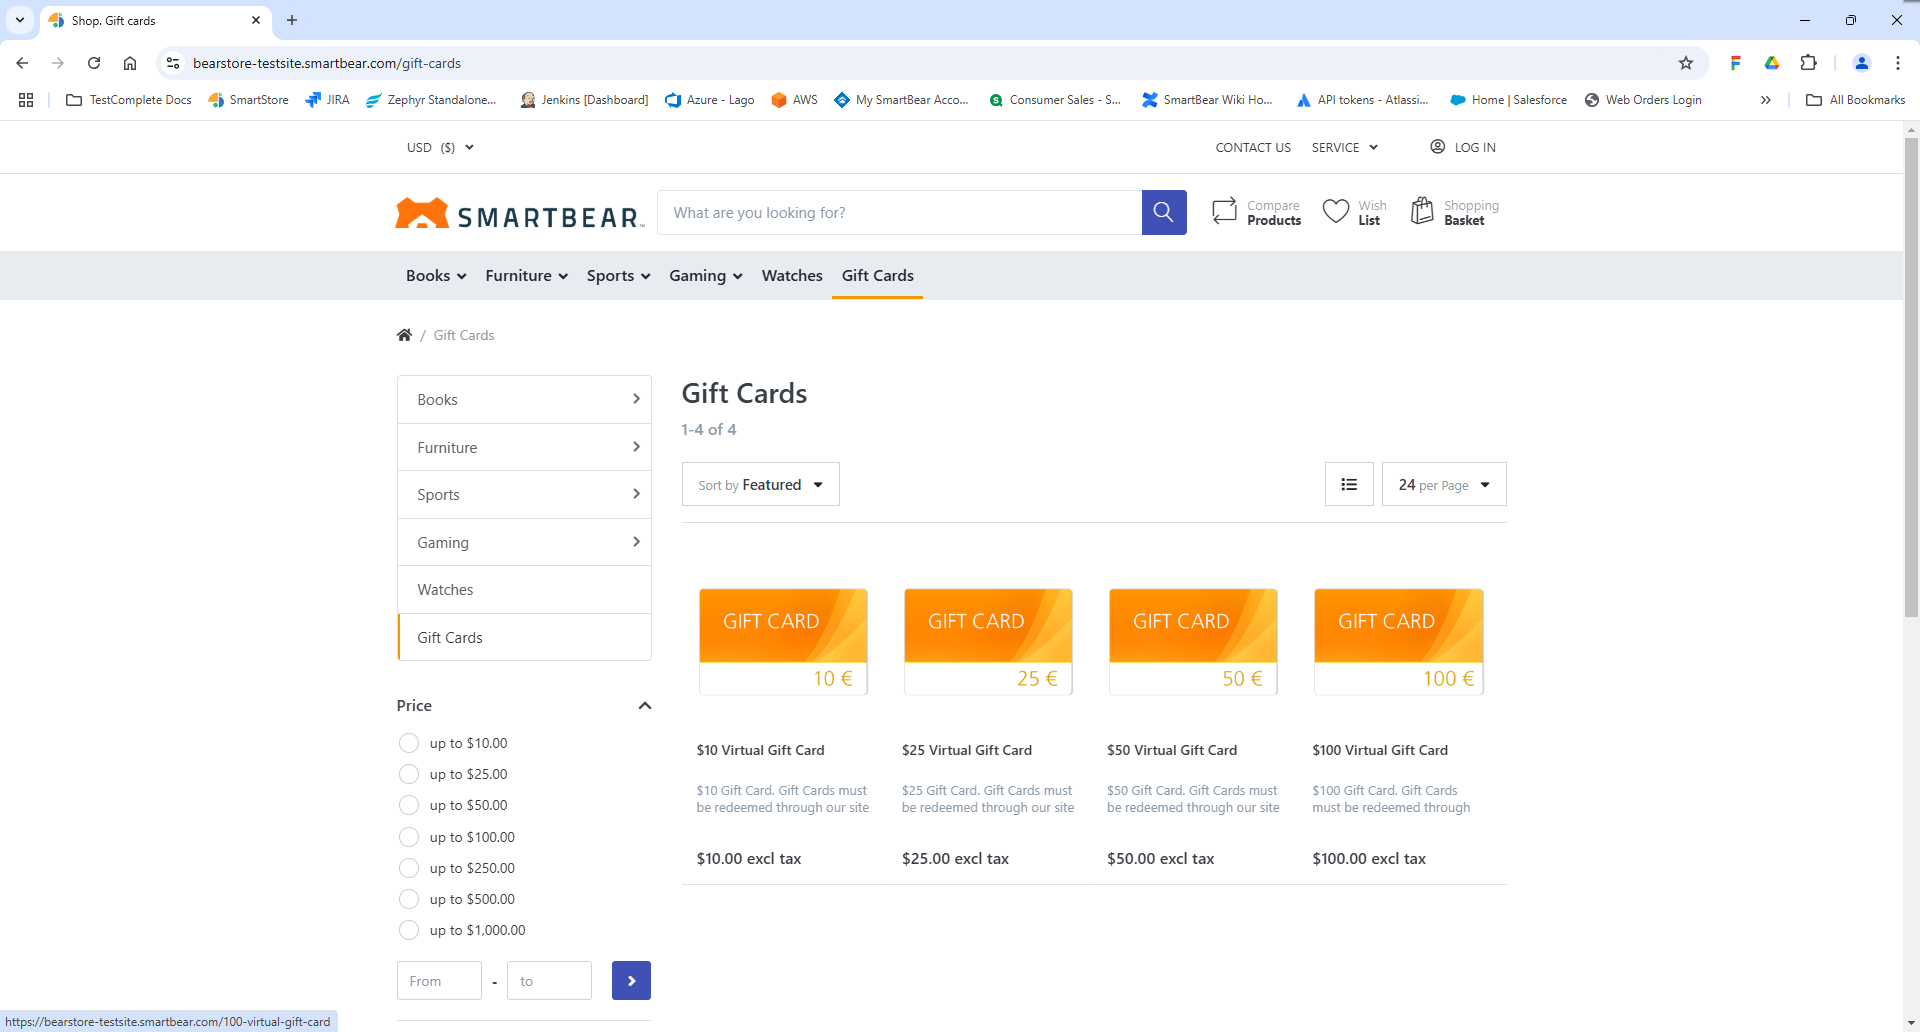 Shop. Gift cards
bearstore-testsite.smartbear.com/gift-cards
TestComplete Docs
SmartStore
JIRA
Zephyr Standalone...
Jenkins [Dashboard]
Azure - Lago
AWS
My SmartBear Acco...
Consumer Sales - S...
SmartBear Wiki Ho...
API tokens - Atlassi...
Home | Salesforce
Web Orders Login
All Bookmarks
USD ($)
CONTACT US
SERVICE
LOG IN
SMARTBEAR
What are you looking for?
Compare
Products
Wish
List
Shopping
Basket
Books
Furniture
Sports
Gaming
Watches
Gift Cards
/ Gift Cards
Books
Furniture
Sports
Gaming
Watches
Gift Cards
Price
up to $10.00
up to $25.00
up to $50.00
up to $100.00
up to $250.00
up to $500.00
up to $1,000.00
From - to
Gift Cards
1-4 of 4
Sort by Featured
24 per Page
GIFT CARD
10 €
GIFT CARD
25 €
GIFT CARD
50 €
GIFT CARD
100 €
$10 Virtual Gift Card
$10 Gift Card. Gift Cards must
be redeemed through our site
$10.00 excl tax
$25 Virtual Gift Card
$25 Gift Card. Gift Cards must
be redeemed through our site
$25.00 excl tax
$50 Virtual Gift Card
$50 Gift Card. Gift Cards must
be redeemed through our site
$50.00 excl tax
$100 Virtual Gift Card
$100 Gift Card. Gift Cards
must be redeemed through
$100.00 excl tax
https://bearstore-testsite.smartbear.com/100-virtual-gift-card